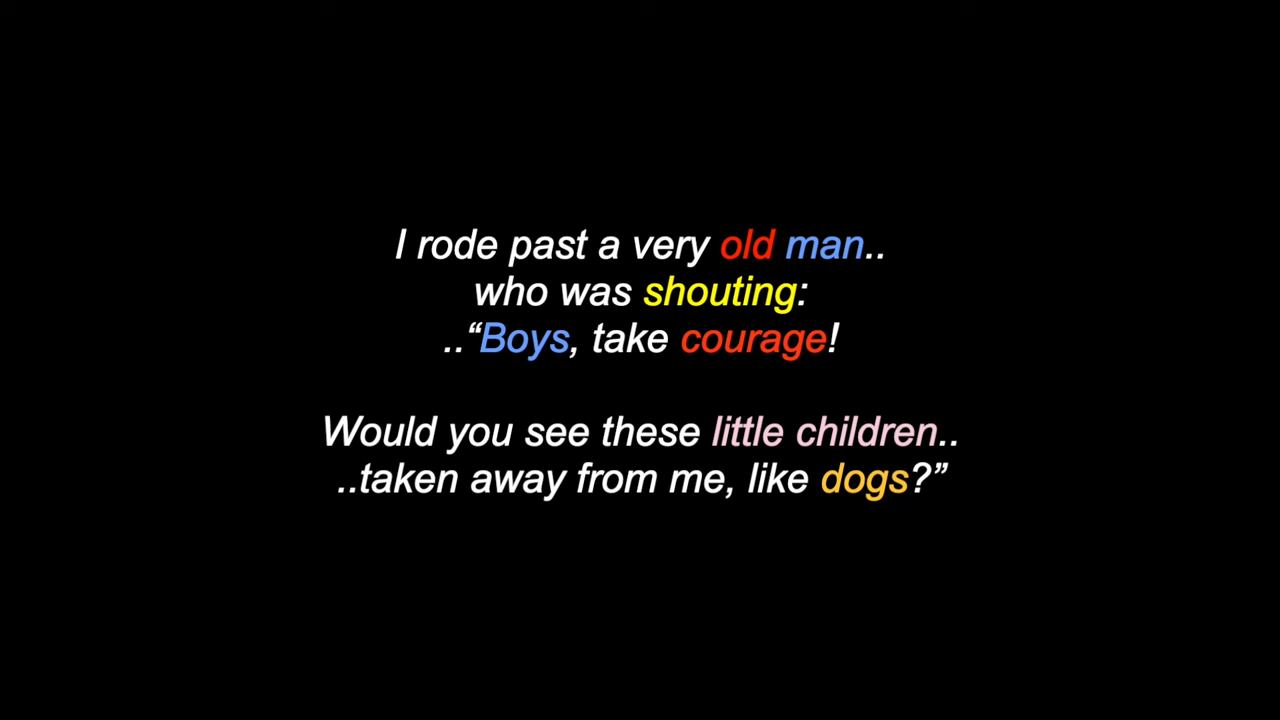 I rode past a very old man..
who was shouting:
..“Boys, take courage!
Would you see these little children..
..taken away from me, like dogs?”